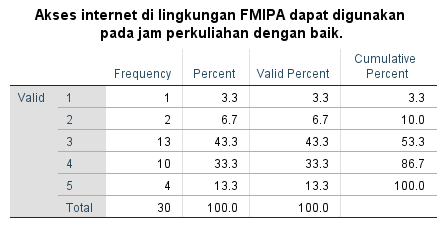 Akses internet di lingkungan FMIPA dapat digunakan
pada jam perkuliahan dengan baik.
Frequency Percent Valid Percent Cumulative Percent
Valid 1 1 3.3 3.3 3.3
2 2 6.7 6.7 10.0
3 13 43.3 43.3 53.3
4 10 33.3 33.3 86.7
5 4 13.3 13.3 100.0
Total 30 100.0 100.0